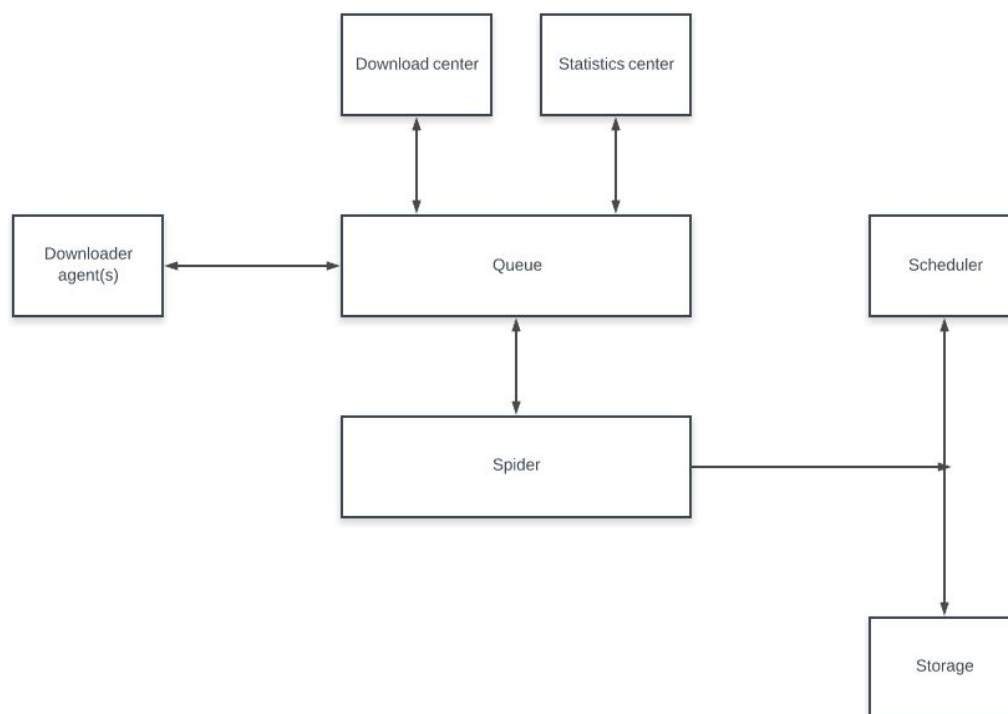 Download center
Statistics center
Downloader
agent(s)
Queue
Scheduler
Spider
Storage